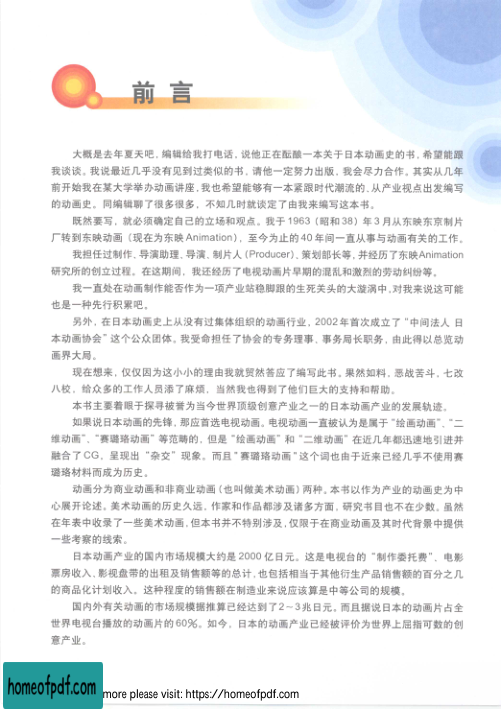 前 言
大概是去年夏天吧，编辑给我打电话，说他正在酝酿一本关于日本动画史的书，希望能跟
我谈谈。我说最近几乎没有见到过类似的书，请他一定努力出版，我会尽力合作。其实从几年
前开始我在某大学举办动画讲座，我也希望能够有一本紧跟时代潮流的、从产业视点出发编写
的动画史。同编辑聊了很多很多，不知几时就谈定了由我来编写这本书。
既然要写，就必须确定自己的立场和观点。我于 1963（昭和38）年 3 月从东映东京制片
厂转到东映动画（现在为东映 Animation），至今为止的 40 年间一直从事与动画有关的工作。
我担任过制作、导演助理、导演、制片人（Producer）、策划部长等，并经历了东映Animation
研究所的创立过程。在这期间，我还经历了电视动画片早期的混乱和激烈的劳动纠纷等。
我一直处在动画制作能否作为一项产业站稳脚跟的生死关头的大漩涡中，对我来说这可能
也是一种先行积累吧。
另外，在日本动画史上从没有过集体组织的动画行业，2002年首次成立了“中间法人 日
本动画协会”这个公众团体。我受命担任了协会的专务理事，事务局长职务，由此得以总览动
画界大局。
现在想来，仅仅因为这小小的理由我就贸然答应了编写此书。果然如料，恶战苦斗，七改
八校，给众多的工作人员添了麻烦，当然我也得到了他们巨大的支持和帮助。
本书主要着眼于探寻被誉为当今世界顶级创意产业之一的日本动画产业的发展轨迹。
如果说日本动画的先锋，那应首选电视动画。电视动画一直被认为是属于“绘画动画”、“二
维动画”、“赛璐珞动画”等范畴的，但是“绘画动画”和“二维动画”在近几年都迅速地引进并
融合了 CG，呈现出“杂交”现象。而且“赛璐珞动画”这个词也由于近来已经几乎不使用赛
璐珞材料而成为历史。
动画分为商业动画和非商业动画（也叫做美术动画）两种。本书以作为产业的动画史为中
心展开论述。美术动画的历史久远，作家和作品都涉及诸多方面，研究书目也不在少数，虽然
在年表中收录了一些美术动画，但本书并不特别涉及，仅限于在商业动画及其时代背景中提供
一些考察的线索。
日本动画产业的国内市场规模大约是 2000 亿日元。这是电视台的“制作委托费”、电影
票房收入、影视盘带的出租及销售额等的总计，也包括相当于其他衍生产品销售额的百分之几
的商品化计划收入。这种程度的销售额在制造业来说应该算是中等公司的规模。
国内外有关动画的市场规模据推算已经达到了2～3兆日元。而且据说日本的动画片占全
世界电视台播放的动画片的 60%。如今，日本的动画产业已经被评价为世界上屈指可数的创
意产业。
homeofpdf.com
more please visit: https://homeofpdf.com